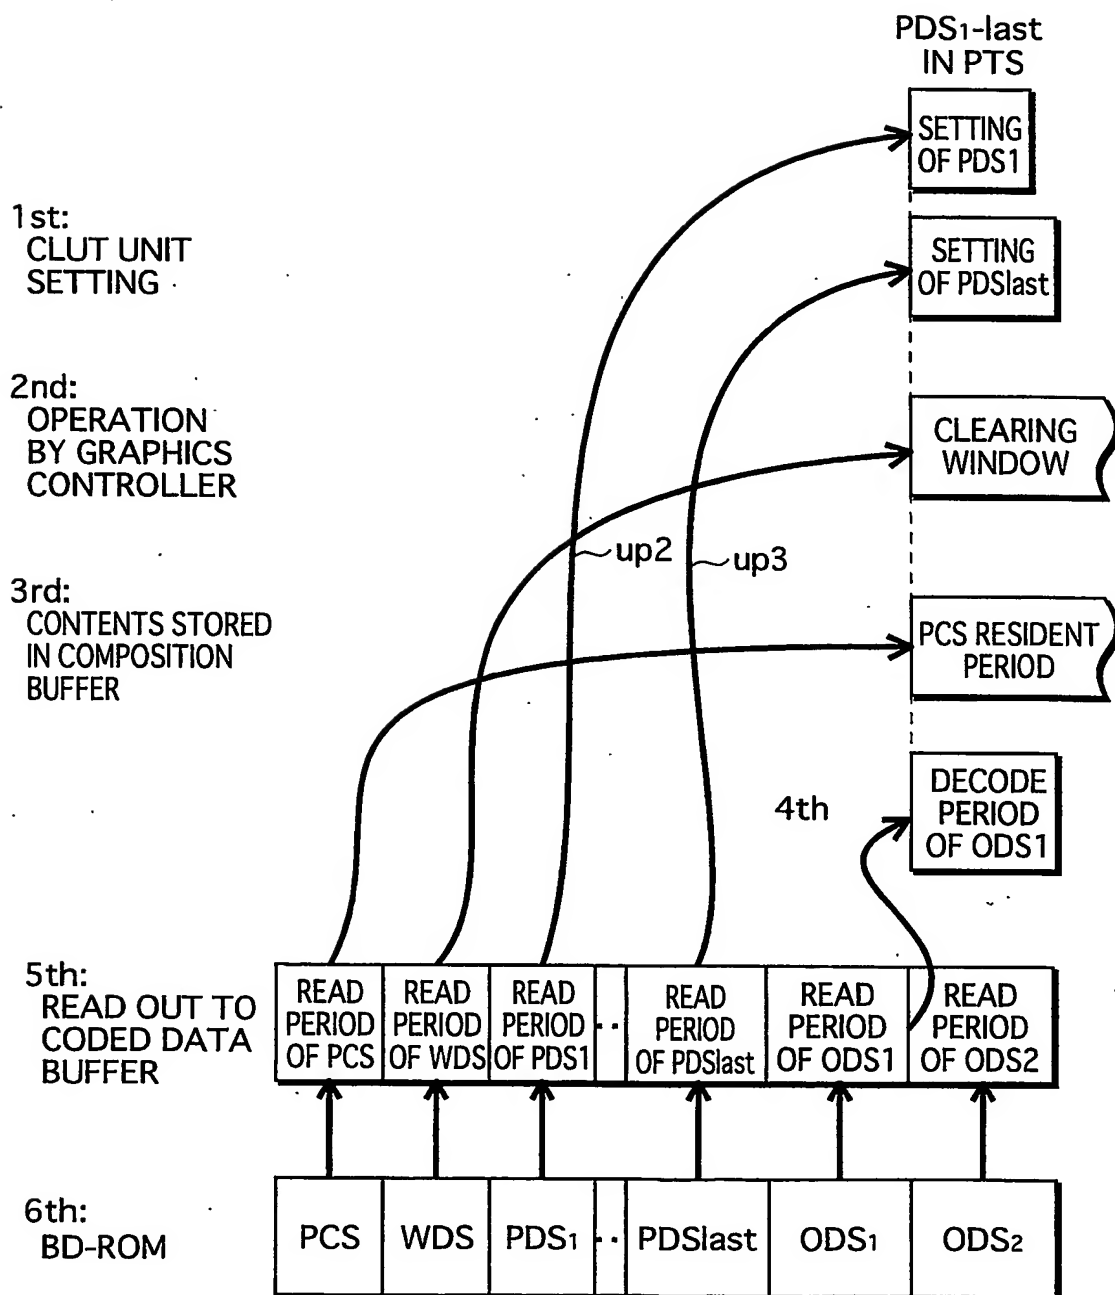 PDS1-last
IN PTS
SETTING
OF PDS1
1st:
CLUT UNIT
SETTING
SETTING
OF PDSlast
2nd:
OPERATION
BY GRAPHICS
CONTROLLER
CLEARING
WINDOW
up2
up3
3rd:
CONTENTS STORED
IN COMPOSITION
BUFFER
PCS RESIDENT
PERIOD
4th
DECODE
PERIOD
OF ODS1
5th:
READ OUT TO
CODED DATA
BUFFER
READ
PERIOD
OF PCS
READ
PERIOD
OF WDS
READ
PERIOD
OF PDS1
··
READ
PERIOD
OF PDSlast
READ
PERIOD
OF ODS1
READ
PERIOD
OF ODS2
6th:
BD-ROM
PCS
WDS
PDS1
··
PDSlast
ODS1
ODS2